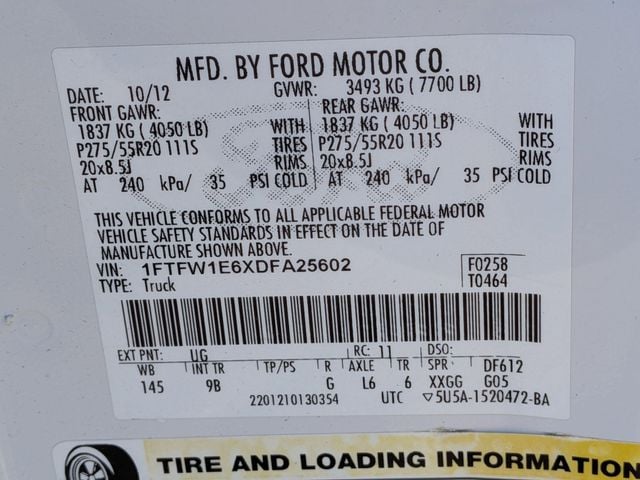 MFD. BY FORD MOTOR CO.
DATE: 10/12 GVWR: 3493 KG ( 7700 LB)
FRONT GAWR: REAR GAWR:
1837 KG ( 4050 LB) WITH 1837 KG ( 4050 LB) WITH
P275/55R20 111S TIRES P275/55R20 111S TIRES
20x8.5J RIMS 20x8.5J RIMS
AT 240 kPa/ 35 PSI COLD AT 240 kPa/ 35 PSI COLD
THIS VEHICLE CONFORMS TO ALL APPLICABLE FEDERAL MOTOR
VEHICLE SAFETY STANDARDS IN EFFECT ON THE DATE OF
MANUFACTURE SHOWN ABOVE.
VIN: 1FTFW1E6XDFA25602 F0258
TYPE: Truck T0464
EXT PNT: UG RC: 11 DSO:
WB INT TR TP/PS R AXLE TR SPR DF612
145 9B G L6 6 XXGG G05
2201210130354 UTC ▽5U5A-1520472-BA
TIRE AND LOADING INFORMATION